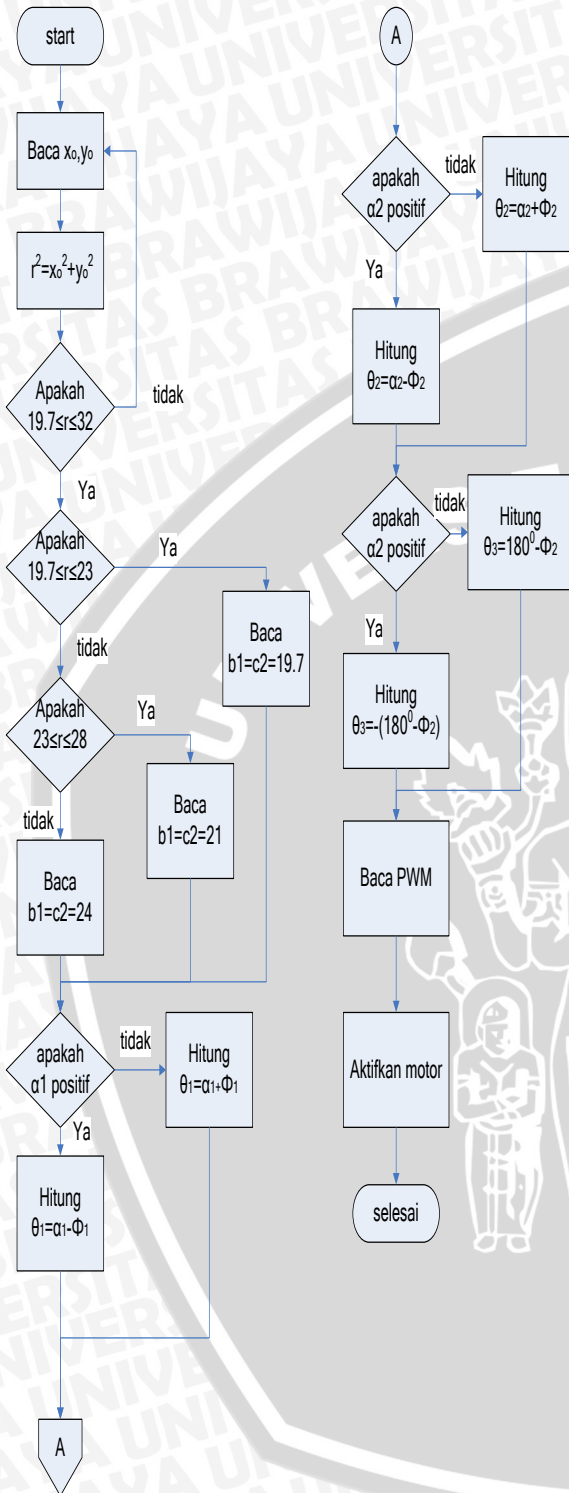 start
Baca x₀,y₀
r²=x₀²+y₀²
Apakah
19.7≤r≤32
tidak
Ya
Apakah
19.7≤r≤23
Ya
tidak
Baca
b1=c2=19.7
Apakah
23≤r≤28
Ya
tidak
Baca
b1=c2=21
Baca
b1=c2=24
apakah
α1 positif
tidak
Ya
Hitung
θ₁=α₁+Φ₁
Hitung
θ₁=α₁-Φ₁
A
A
apakah
α2 positif
tidak
Ya
Hitung
θ₂=α₂+Φ₂
Hitung
θ₂=α₂-Φ₂
apakah
α2 positif
tidak
Ya
Hitung
θ₃=180⁰-Φ₂
Hitung
θ₃=-(180⁰-Φ₂)
Baca PWM
Aktifkan motor
selesai